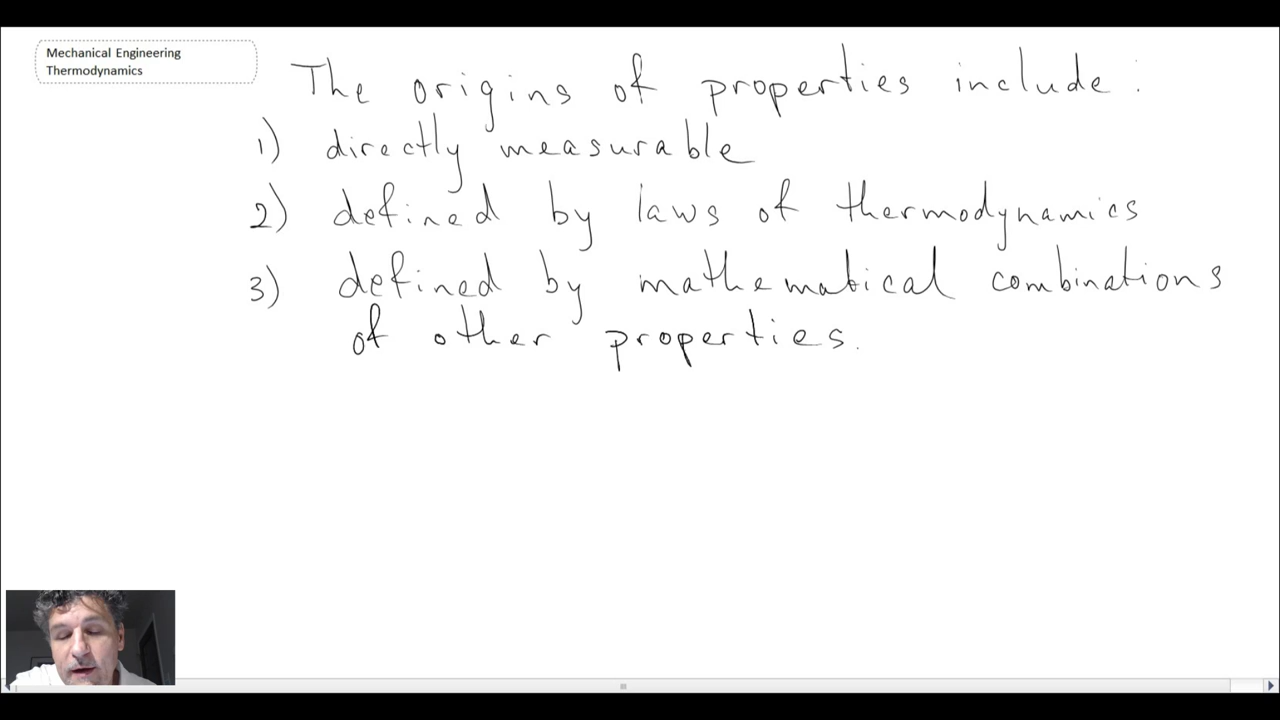 Mechanical Engineering
Thermodynamics
The origins of properties include:
1) directly measurable
2) defined by laws of thermodynamics
3) defined by mathematical combinations
of other properties.